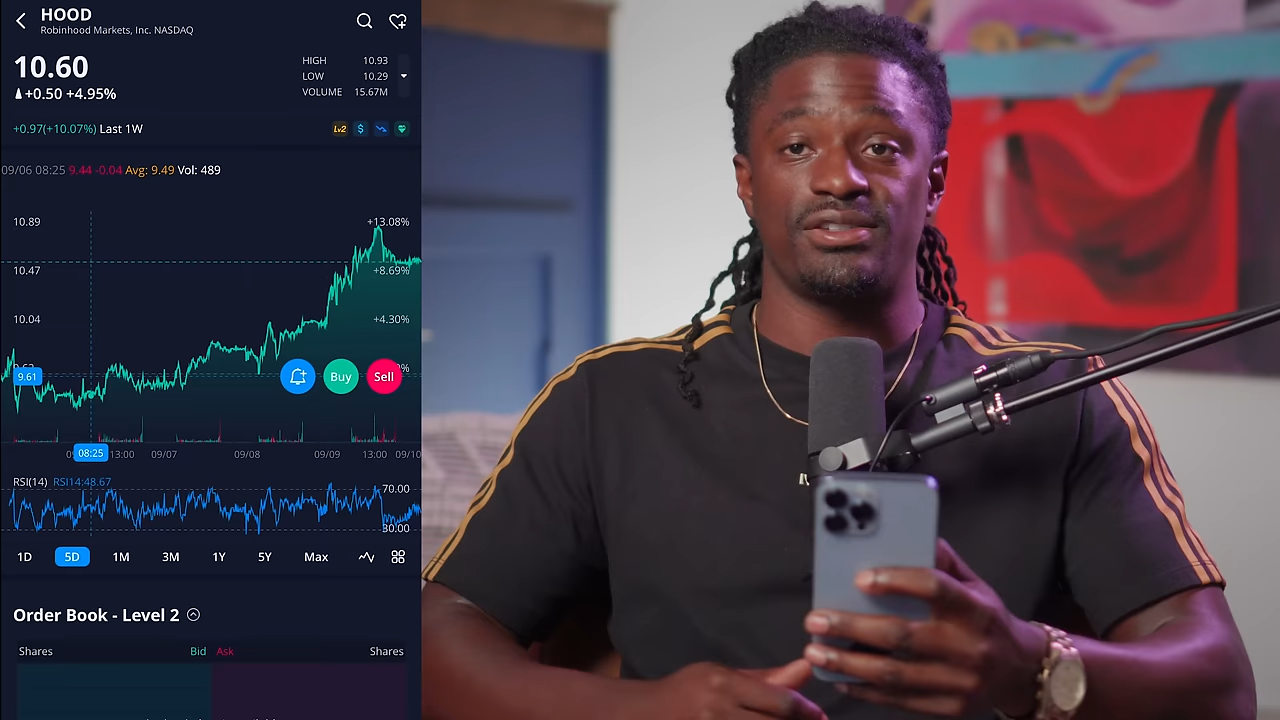 HOOD
Robinhood Markets, Inc. NASDAQ
10.60
+0.50 +4.95%
HIGH 10.93
LOW 10.29
VOLUME 15.67M
+0.97(+10.07%) Last 1W
Lv2 $
09/06 08:25 9.44 -0.04 Avg: 9.49 Vol: 489
10.89 +13.08%
10.47 +8.69%
10.04 +4.30%
9.61 Buy Sell
08:25 13:00 09/07 09/08 09/09 13:00 09/10
RSI(14) RSI14:48.67
70.00
30.00
1D 5D 1M 3M 1Y 5Y Max
Order Book - Level 2
Shares Bid Ask Shares